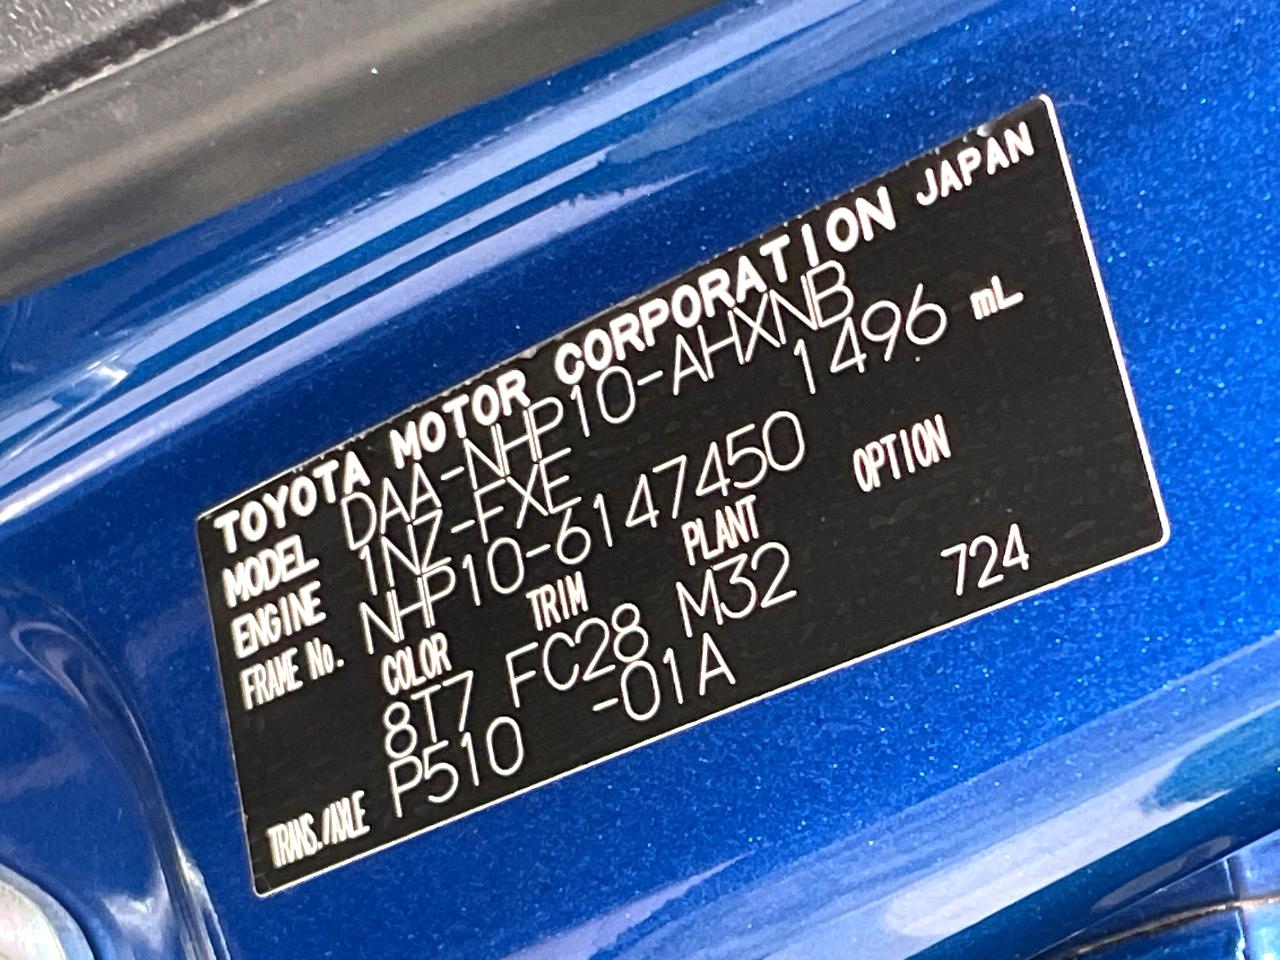 TOYOTA MOTOR CORPORATION JAPAN
MODEL DAA-NHP10-AHXNB
ENGINE 1NZ-FXE 1496 mL
FRAME No. NHP10-6147450
COLOR TRIM PLANT OPTION
8T7 FC28 M32 724
TRANS./AXLE P510 -01A